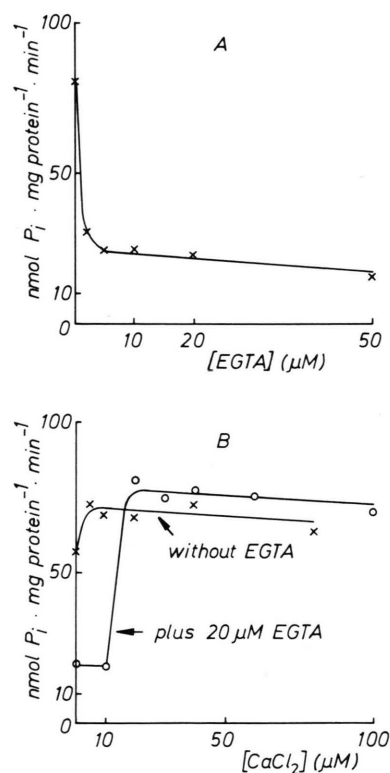 A
nmol Pi · mg protein⁻¹ · min⁻¹
100
50
10
0
10
20
50
[EGTA] (μM)
B
nmol Pi · mg protein⁻¹ · min⁻¹
100
50
10
0
without EGTA
plus 20 μM EGTA
10
50
100
[CaCl₂] (μM)